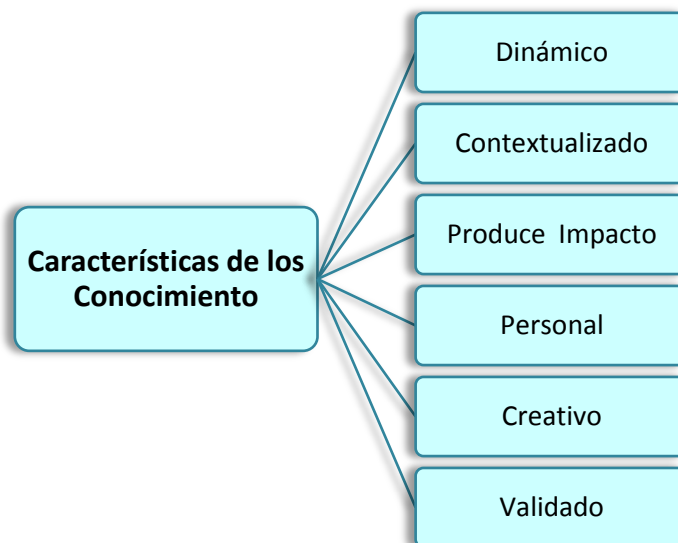 Dinámico
Contextualizado
Produce Impacto
Características de los
Conocimiento
Personal
Creativo
Validado